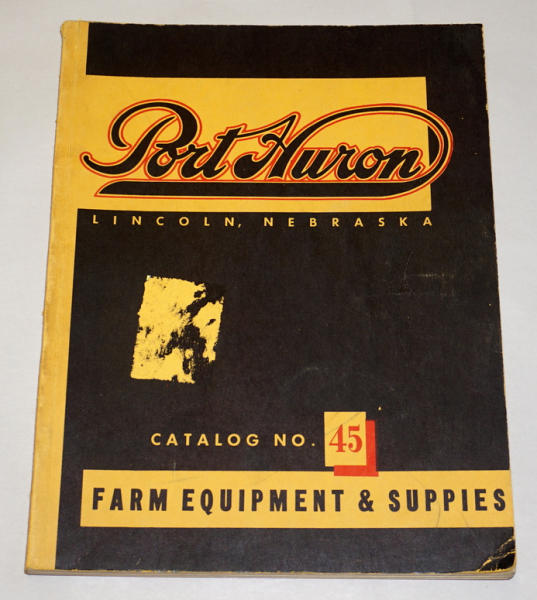 Port Huron
LINCOLN, NEBRASKA
CATALOG NO. 45
FARM EQUIPMENT & SUPPIES